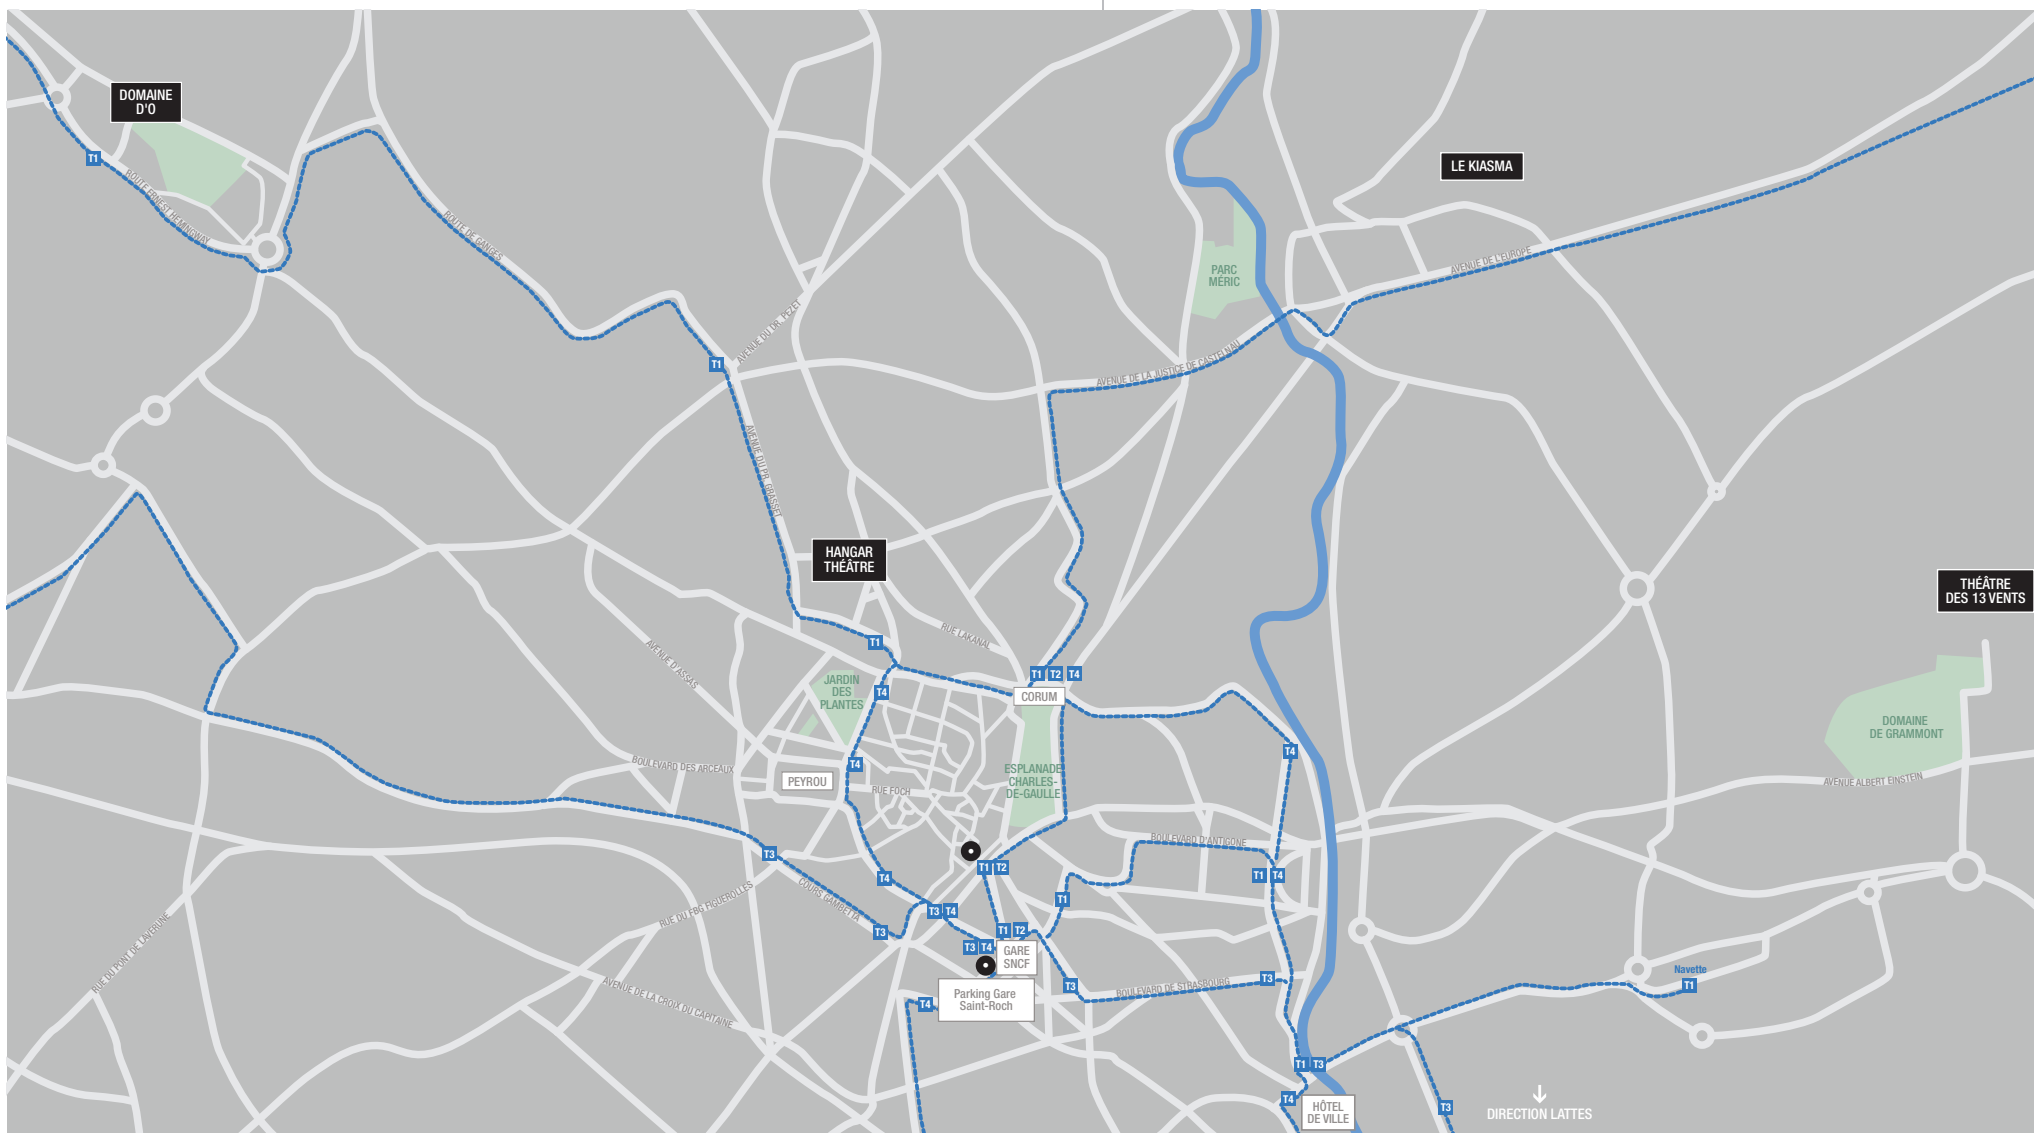 DOMAINE
D'O
T1
ROUTE ERNEST HEMINGWAY
ROUTE DE GANGES
LE KIASMA
PARC
MÉRIC
AVENUE DE L'EUROPE
AVENUE DU DR. PEZET
T1
AVENUE DE LA JUSTICE DE CASTELNAU
AVENUE DU PR. GRASSET
HANGAR
THÉÂTRE
THÉÂTRE
DES 13 VENTS
RUE LAKANAL
T1
AVENUE D'ASSAS
T1 T2 T4
CORUM
JARDIN
DES
PLANTES
T4
DOMAINE
DE GRAMMONT
T4
BOULEVARD DES ARCEAUX
T4
PEYROU
RUE FOCH
ESPLANADE
CHARLES-
DE-GAULLE
AVENUE ALBERT EINSTEIN
BOULEVARD D'ANTIGONE
T3
T1 T2
T4
T1 T4
COURS GAMBETTA
RUE DU FBG FIGUEROLLES
T1
T3 T4
RUE DU PONT DE LAVERUNE
T3
T1 T2
T3 T4
GARE
SNCF
Navette
T1
T3
T3
BOULEVARD DE STRASBOURG
AVENUE DE LA CROIX DU CAPITAINE
T4
Parking Gare
Saint-Roch
T1 T3
T4
HÔTEL
DE VILLE
T3
↓
DIRECTION LATTES